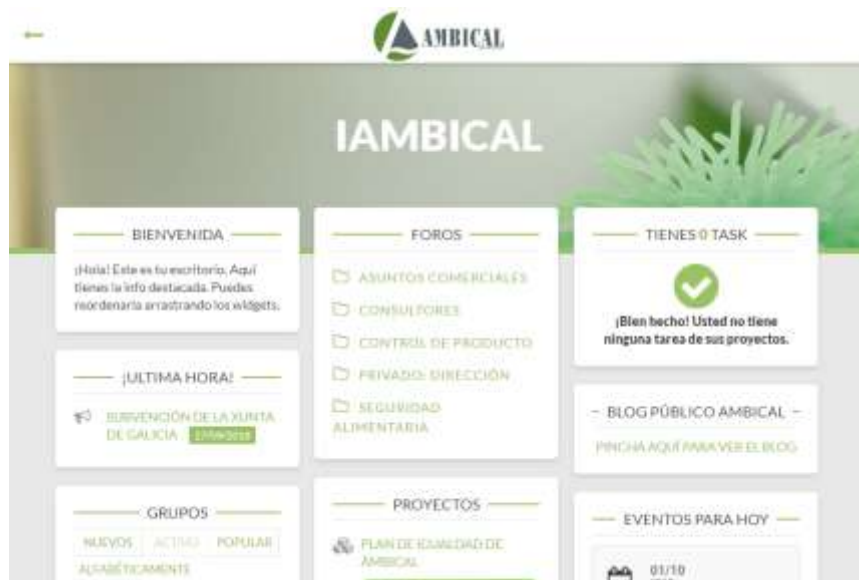 AMBICAL
IAMBICAL
BIENVENIDA
¡Hola! Este es tu escritorio. Aquí
tienes la info destacada. Puedes
reordenarla arrastrando los widgets.
¡ULTIMA HORA!
SUBVENCIÓN DE LA XUNTA
DE GALICIA
GRUPOS
NUEVOS ACTIVO POPULAR
ALFABÉTICAMENTE
FOROS
ASUNTOS COMERCIALES
CONSULTORES
CONTROL DE PRODUCTO
PRIVADO: DIRECCIÓN
SEGURIDAD
ALIMENTARIA
PROYECTOS
PLAN DE IGUALDAD DE
AMBICAL
TIENES 0 TASK
¡Bien hecho! Usted no tiene
ninguna tarea de sus proyectos.
- BLOG PÚBLICO AMBICAL -
PINCHA AQUÍ PARA VER EL BLOG
EVENTOS PARA HOY
01/10